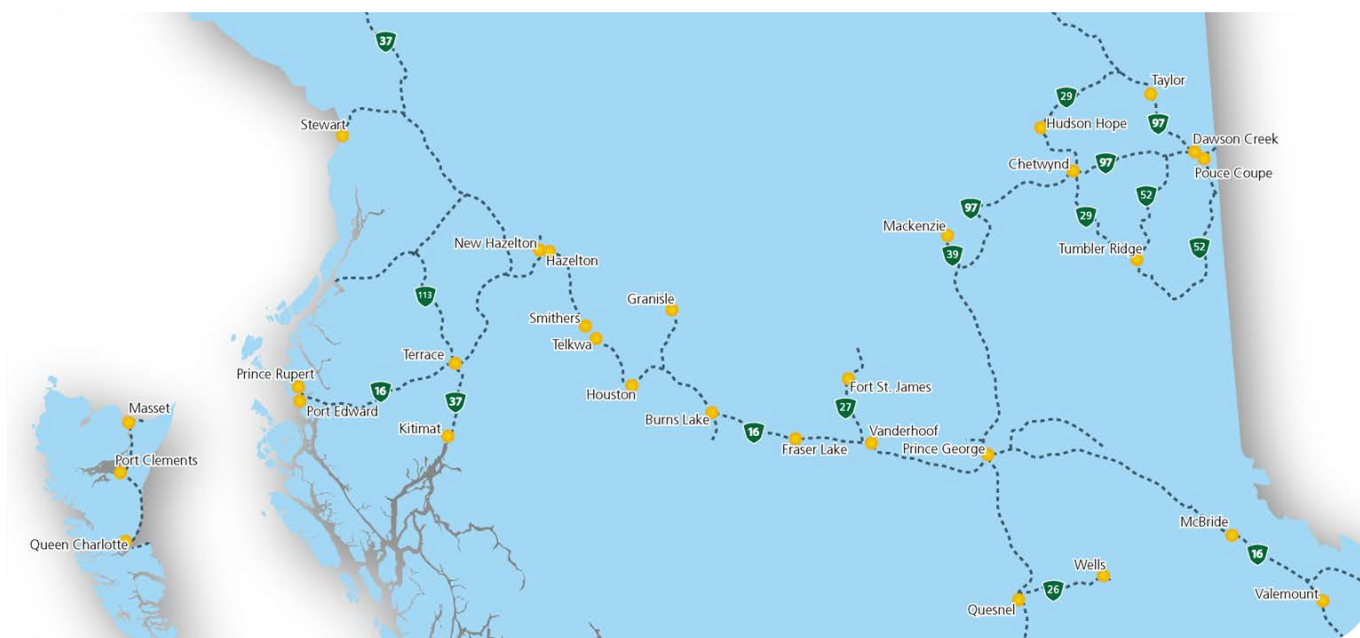 37
Taylor
29
Stewart
Hudson Hope
97
Dawson Creek
Chetwynd
97
Pouce Coupe
52
97
29
Mackenzie
New Hazelton
39
Tumbler Ridge
52
Hazelton
113
Granisle
Smithers
Telkwa
Terrace
Prince Rupert
16
Fort St. James
Houston
37
27
Masset
Port Edward
Burns Lake
Kitimat
16
Vanderhoof
Fraser Lake
Prince George
Port Clements
McBride
Queen Charlotte
16
Wells
26
Quesnel
Valemount